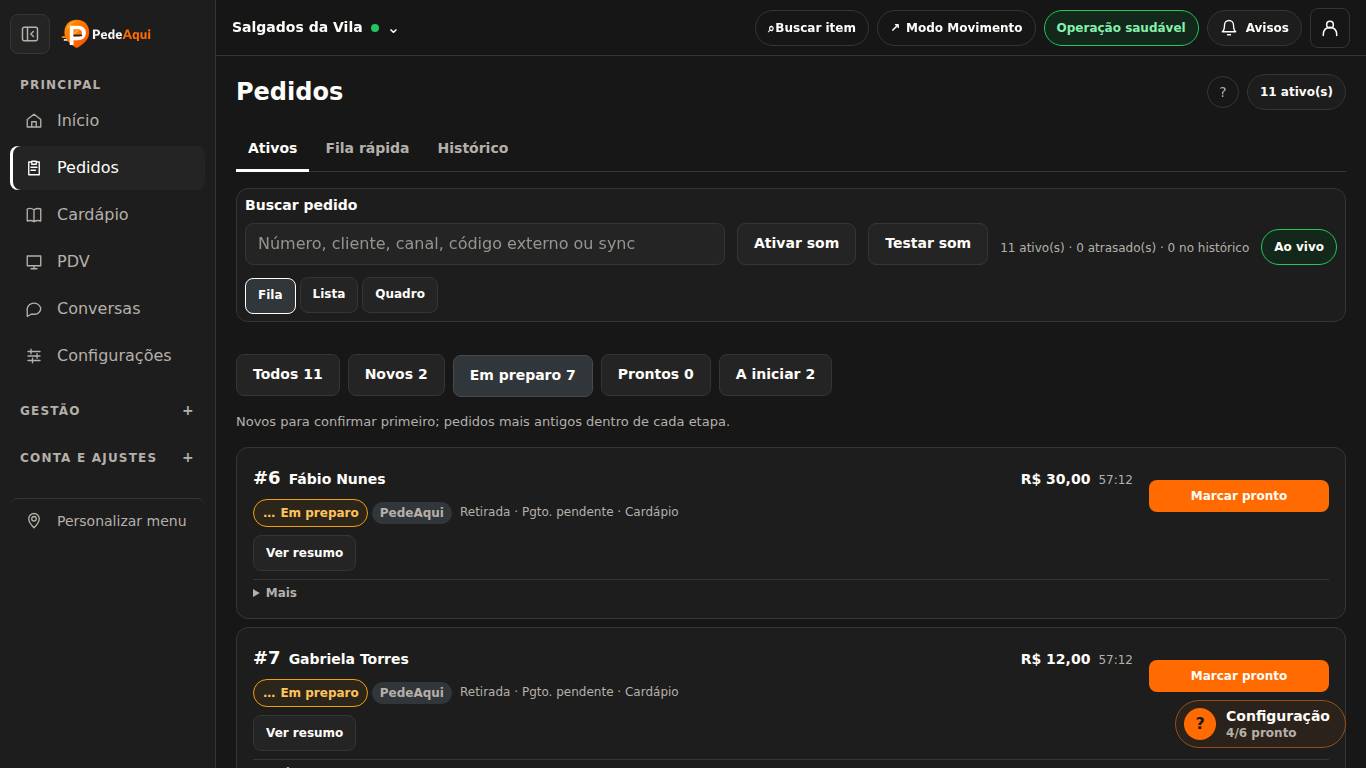 PedeAqui
PRINCIPAL
Início
Pedidos
Cardápio
PDV
Conversas
Configurações
GESTÃO +
CONTA E AJUSTES +
Personalizar menu
Salgados da Vila
Buscar item
Modo Movimento
Operação saudável
Avisos
Pedidos
?
11 ativo(s)
Ativos
Fila rápida
Histórico
Buscar pedido
Número, cliente, canal, código externo ou sync
Ativar som
Testar som
11 ativo(s) · 0 atrasado(s) · 0 no histórico
Ao vivo
Fila
Lista
Quadro
Todos 11
Novos 2
Em preparo 7
Prontos 0
A iniciar 2
Novos para confirmar primeiro; pedidos mais antigos dentro de cada etapa.
#6 Fábio Nunes
R$ 30,00 57:12
Marcar pronto
... Em preparo
PedeAqui
Retirada · Pgto. pendente · Cardápio
Ver resumo
Mais
#7 Gabriela Torres
R$ 12,00 57:12
Marcar pronto
... Em preparo
PedeAqui
Retirada · Pgto. pendente · Cardápio
Ver resumo
?
Configuração
4/6 pronto